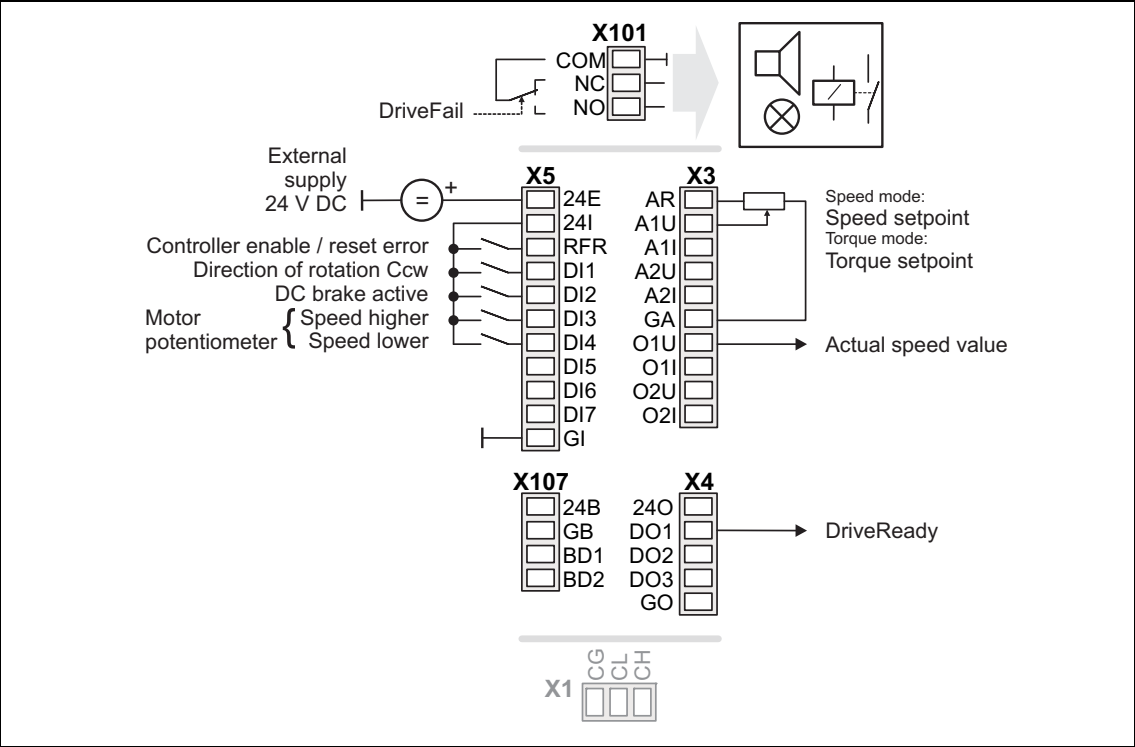 X101
COM
NC
NO
DriveFail
External
supply
24 V DC
=
+
X5
24E
24I
RFR
DI1
DI2
DI3
DI4
DI5
DI6
DI7
GI
Controller enable / reset error
Direction of rotation Ccw
DC brake active
Motor
potentiometer
{
Speed higher
Speed lower
X3
AR
A1U
A1I
A2U
A2I
GA
O1U
O1I
O2U
O2I
Speed mode:
Speed setpoint
Torque mode:
Torque setpoint
Actual speed value
X107
24B
GB
BD1
BD2
X4
24O
DO1
DO2
DO3
GO
DriveReady
X1
CG
CL
CH